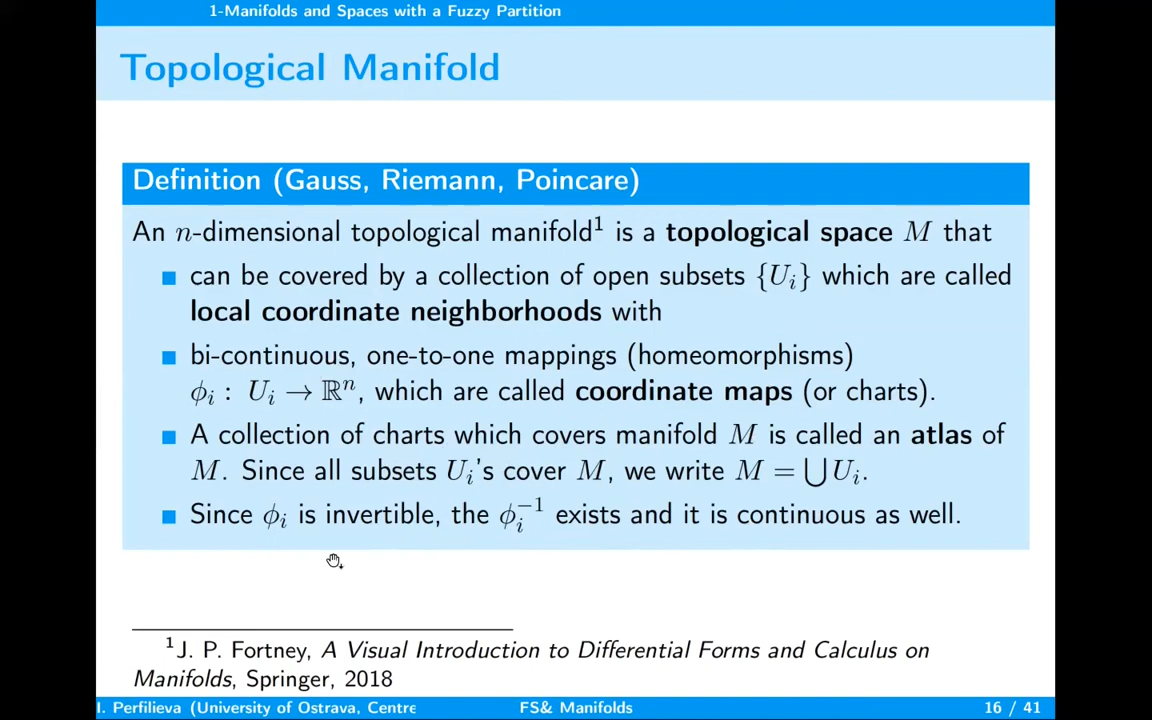 1-Manifolds and Spaces with a Fuzzy Partition
Topological Manifold
Definition (Gauss, Riemann, Poincare)
An n-dimensional topological manifold¹ is a topological space M that
■ can be covered by a collection of open subsets {Uᵢ} which are called
local coordinate neighborhoods with
■ bi-continuous, one-to-one mappings (homeomorphisms)
ϕᵢ : Uᵢ → ℝⁿ, which are called coordinate maps (or charts).
■ A collection of charts which covers manifold M is called an atlas of
M. Since all subsets Uᵢ's cover M, we write M = ⋃ Uᵢ.
■ Since ϕᵢ is invertible, the ϕᵢ⁻¹ exists and it is continuous as well.
¹J. P. Fortney, A Visual Introduction to Differential Forms and Calculus on
Manifolds, Springer, 2018
I. Perfilieva (University of Ostrava, Centre FS& Manifolds 16 / 41